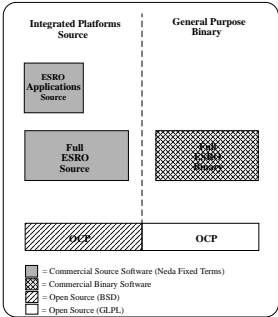 Integrated Platforms
Source
General Purpose
Binary
ESRO
Applications
Source
Full
ESRO
Source
Full
ESRO
Binary
OCP
OCP
= Commercial Source Software (Neda Fixed Terms)
= Commercial Binary Software
= Open Source (BSD)
= Open Source (GLPL)